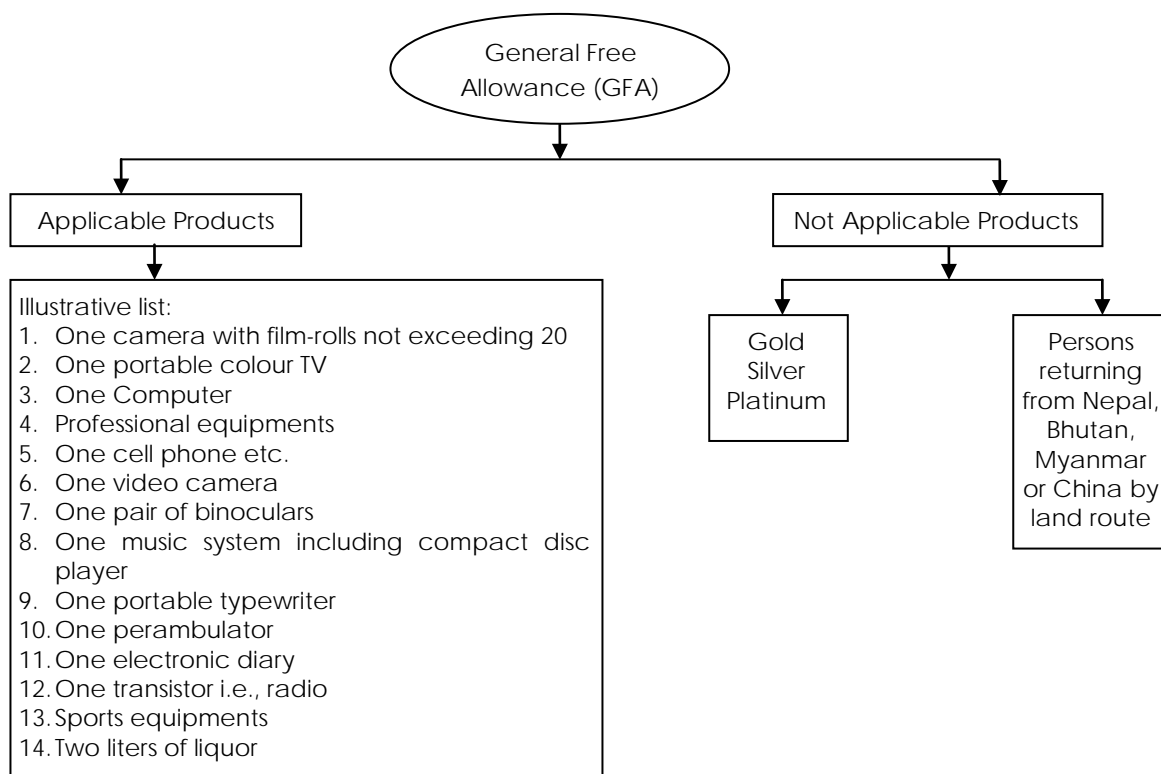 General Free
Allowance (GFA)
Applicable Products
Not Applicable Products
Illustrative list:
1. One camera with film-rolls not exceeding 20
2. One portable colour TV
3. One Computer
4. Professional equipments
5. One cell phone etc.
6. One video camera
7. One pair of binoculars
8. One music system including compact disc
player
9. One portable typewriter
10. One perambulator
11. One electronic diary
12. One transistor i.e., radio
13. Sports equipments
14. Two liters of liquor
Gold
Silver
Platinum
Persons
returning
from Nepal,
Bhutan,
Myanmar
or China by
land route